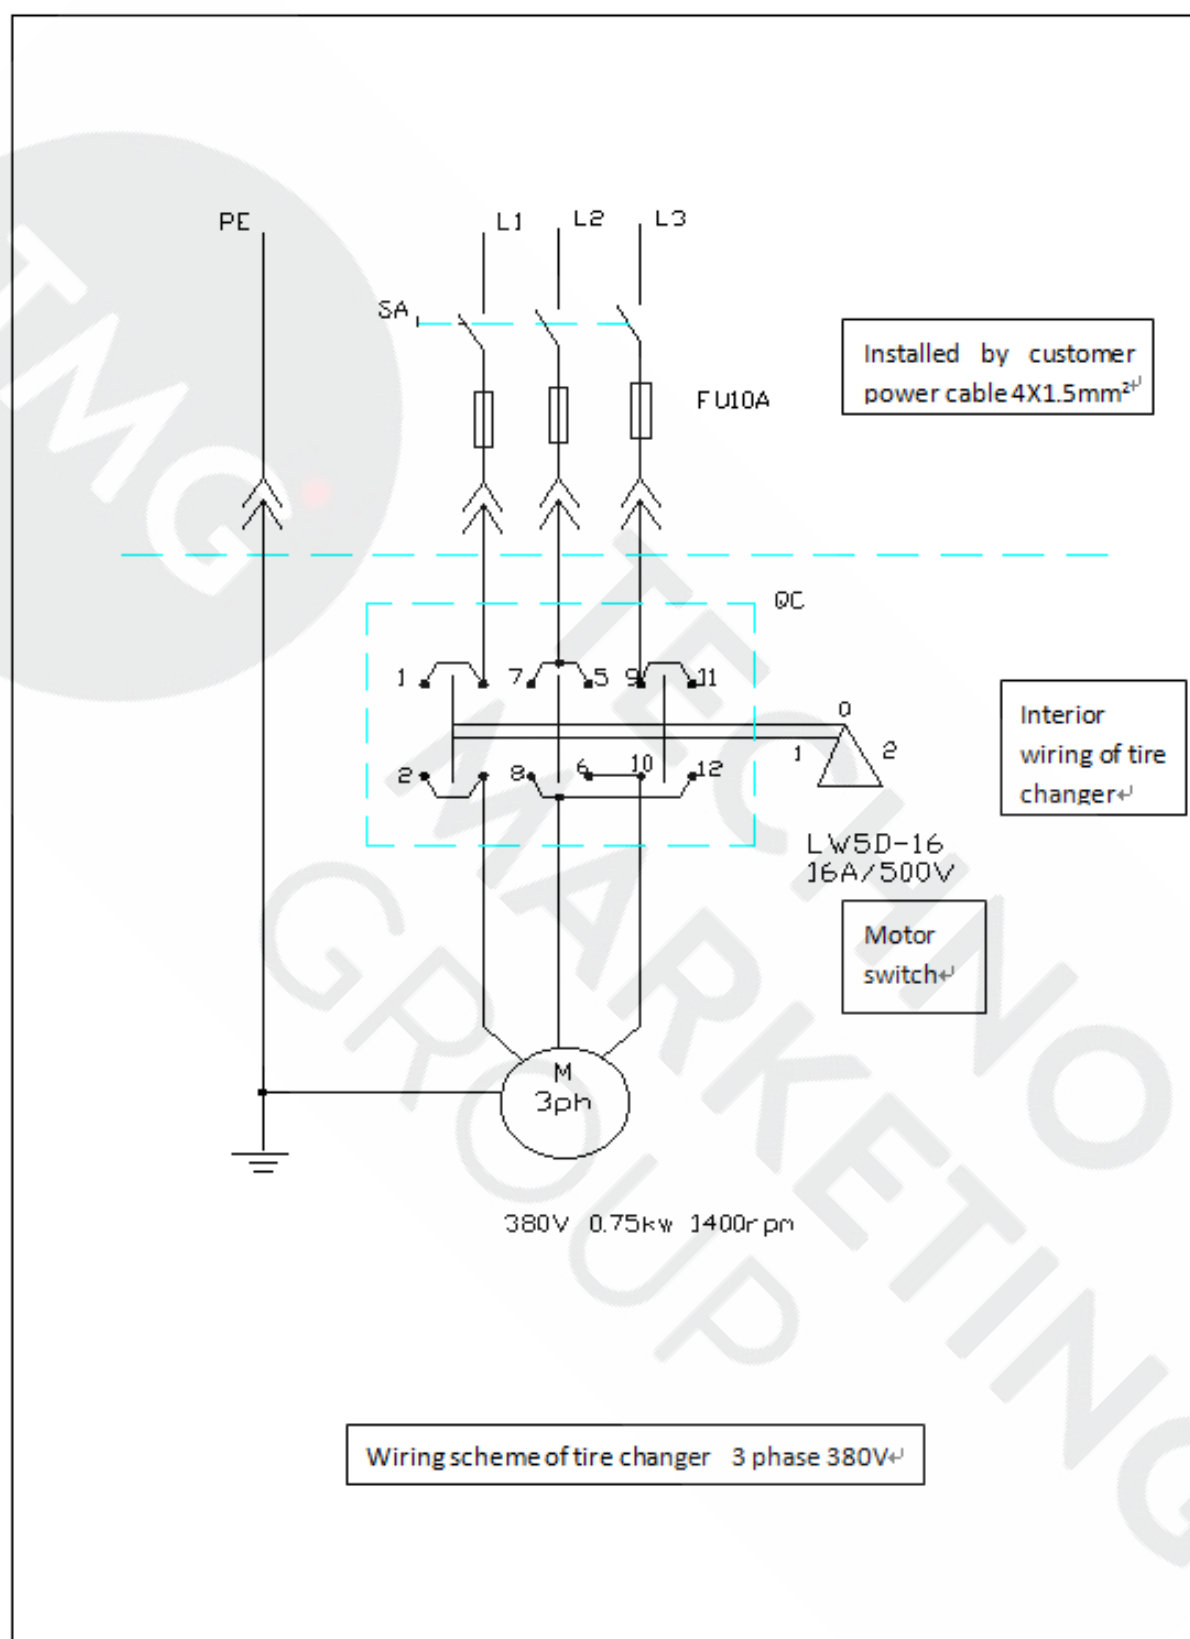 PE
L1
L2
L3
SA
Installed by customer
power cable 4X1.5mm²↵
FU10A
QC
1
7
5
9
11
2
8
6
10
12
0
1
2
Interior
wiring of tire
changer↵
LW5D-16
16A/500V
Motor
switch↵
M
3ph
380V 0.75kw 1400rpm
Wiring scheme of tire changer 3 phase 380V↵
TMG
TECHNO
MARKETING
GROUP